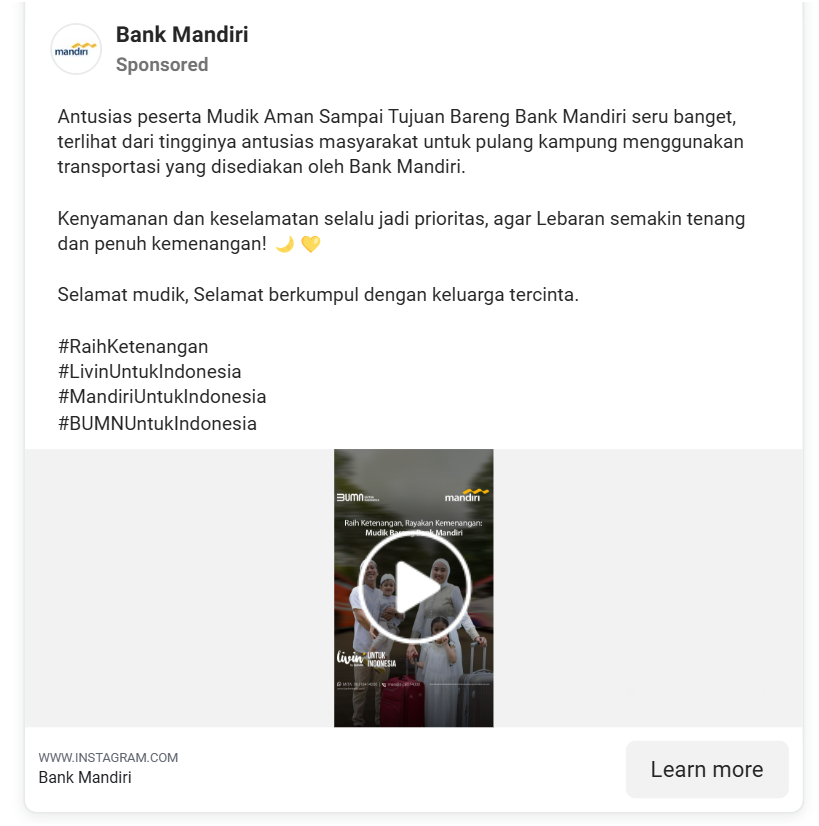 mandiri
Bank Mandiri
Sponsored
Antusias peserta Mudik Aman Sampai Tujuan Bareng Bank Mandiri seru banget,
terlihat dari tingginya antusias masyarakat untuk pulang kampung menggunakan
transportasi yang disediakan oleh Bank Mandiri.
Kenyamanan dan keselamatan selalu jadi prioritas, agar Lebaran semakin tenang
dan penuh kemenangan! 🌙 💛
Selamat mudik, Selamat berkumpul dengan keluarga tercinta.
#RaihKetenangan
#LivinUntukIndonesia
#MandiriUntukIndonesia
#BUMNUntukIndonesia
BUMN
mandiri
Raih Ketenangan, Rayakan Kemenangan:
Mudik Bareng Bank Mandiri
livin' UNTUK
INDONESIA
WWW.INSTAGRAM.COM
Bank Mandiri
Learn more